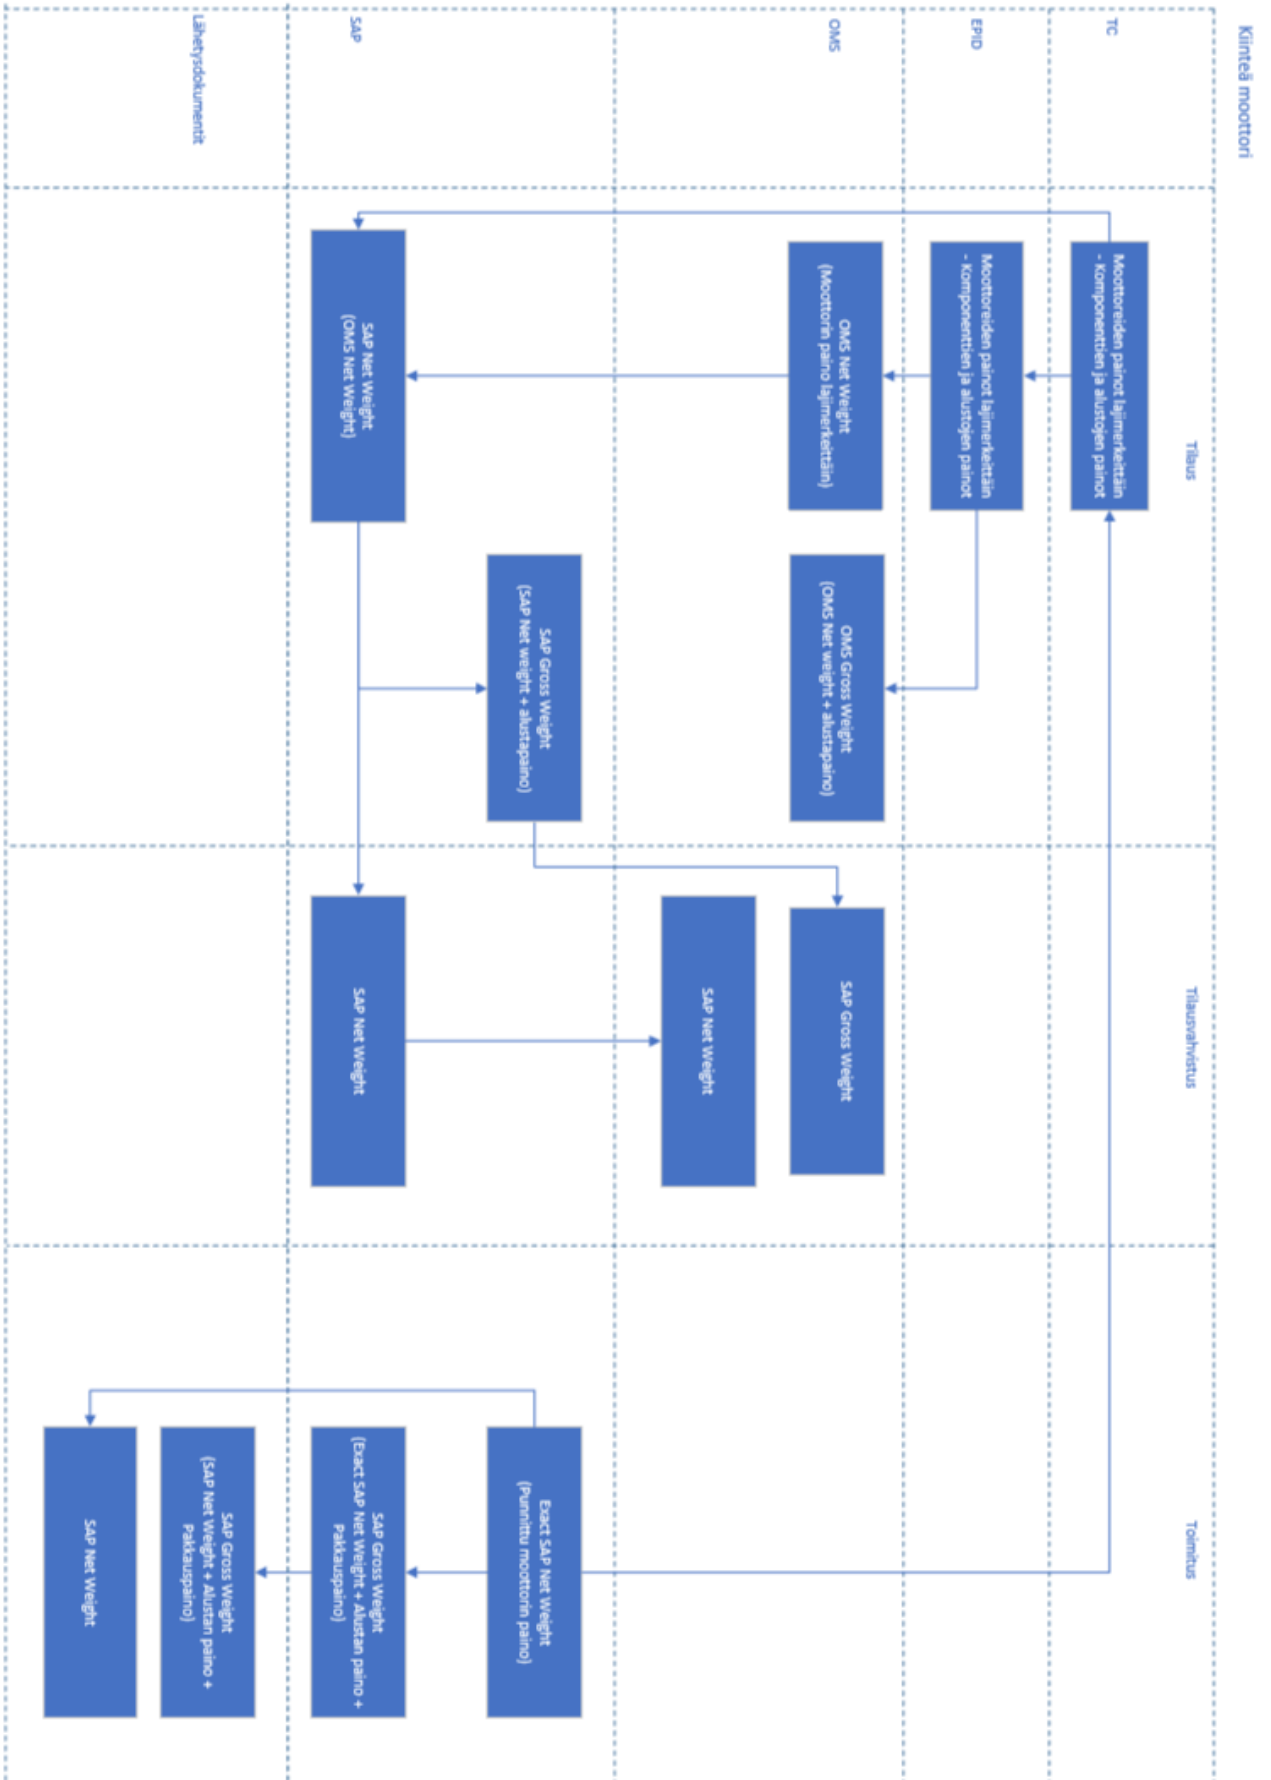 Kiinteä moottori
Tilaus
Tilausvahvistus
Toimitus
TC
Moottoreiden painot lajimerkeittäin
- Komponenttien ja alustojen painot
EPID
Moottoreiden painot lajimerkeittäin
- Komponenttien ja alustojen painot
OMS
OMS Net Weight
(Moottorin paino lajimerkeittäin)
OMS Gross Weight
(OMS Net weight + alustapaino)
SAP Gross Weight
SAP Net Weight
SAP
SAP Gross Weight
(SAP Net weight + alustapaino)
Exact SAP Net Weight
(Punnittu moottorin paino)
SAP Net Weight
(OMS Net Weight)
SAP Net Weight
SAP Gross Weight
(Exact SAP Net Weight + Alustan paino +
Pakkauspaino)
Lähetysdokumentit
SAP Gross Weight
(SAP Net Weight + Alustan paino +
Pakkauspaino)
SAP Net Weight